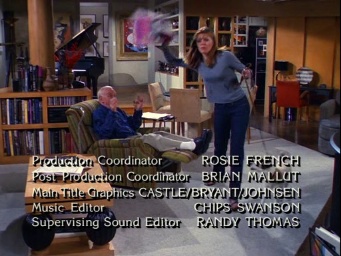 Production Coordinator ROSIE FRENCH
Post Production Coordinator BRIAN MALLUT
Main Title Graphics CASTLE/BRYANT/JOHNSEN
Music Editor CHIPS SWANSON
Supervising Sound Editor RANDY THOMAS